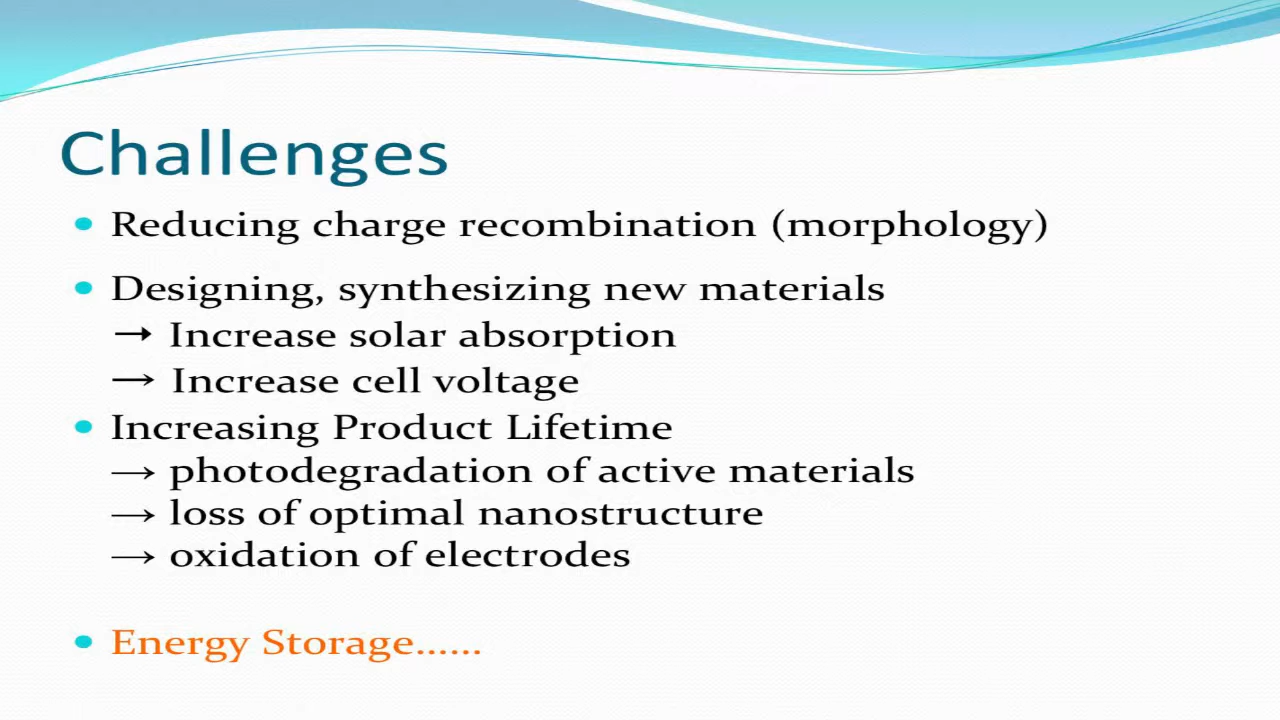 Challenges
• Reducing charge recombination (morphology)
• Designing, synthesizing new materials
→ Increase solar absorption
→ Increase cell voltage
• Increasing Product Lifetime
→ photodegradation of active materials
→ loss of optimal nanostructure
→ oxidation of electrodes
• Energy Storage......